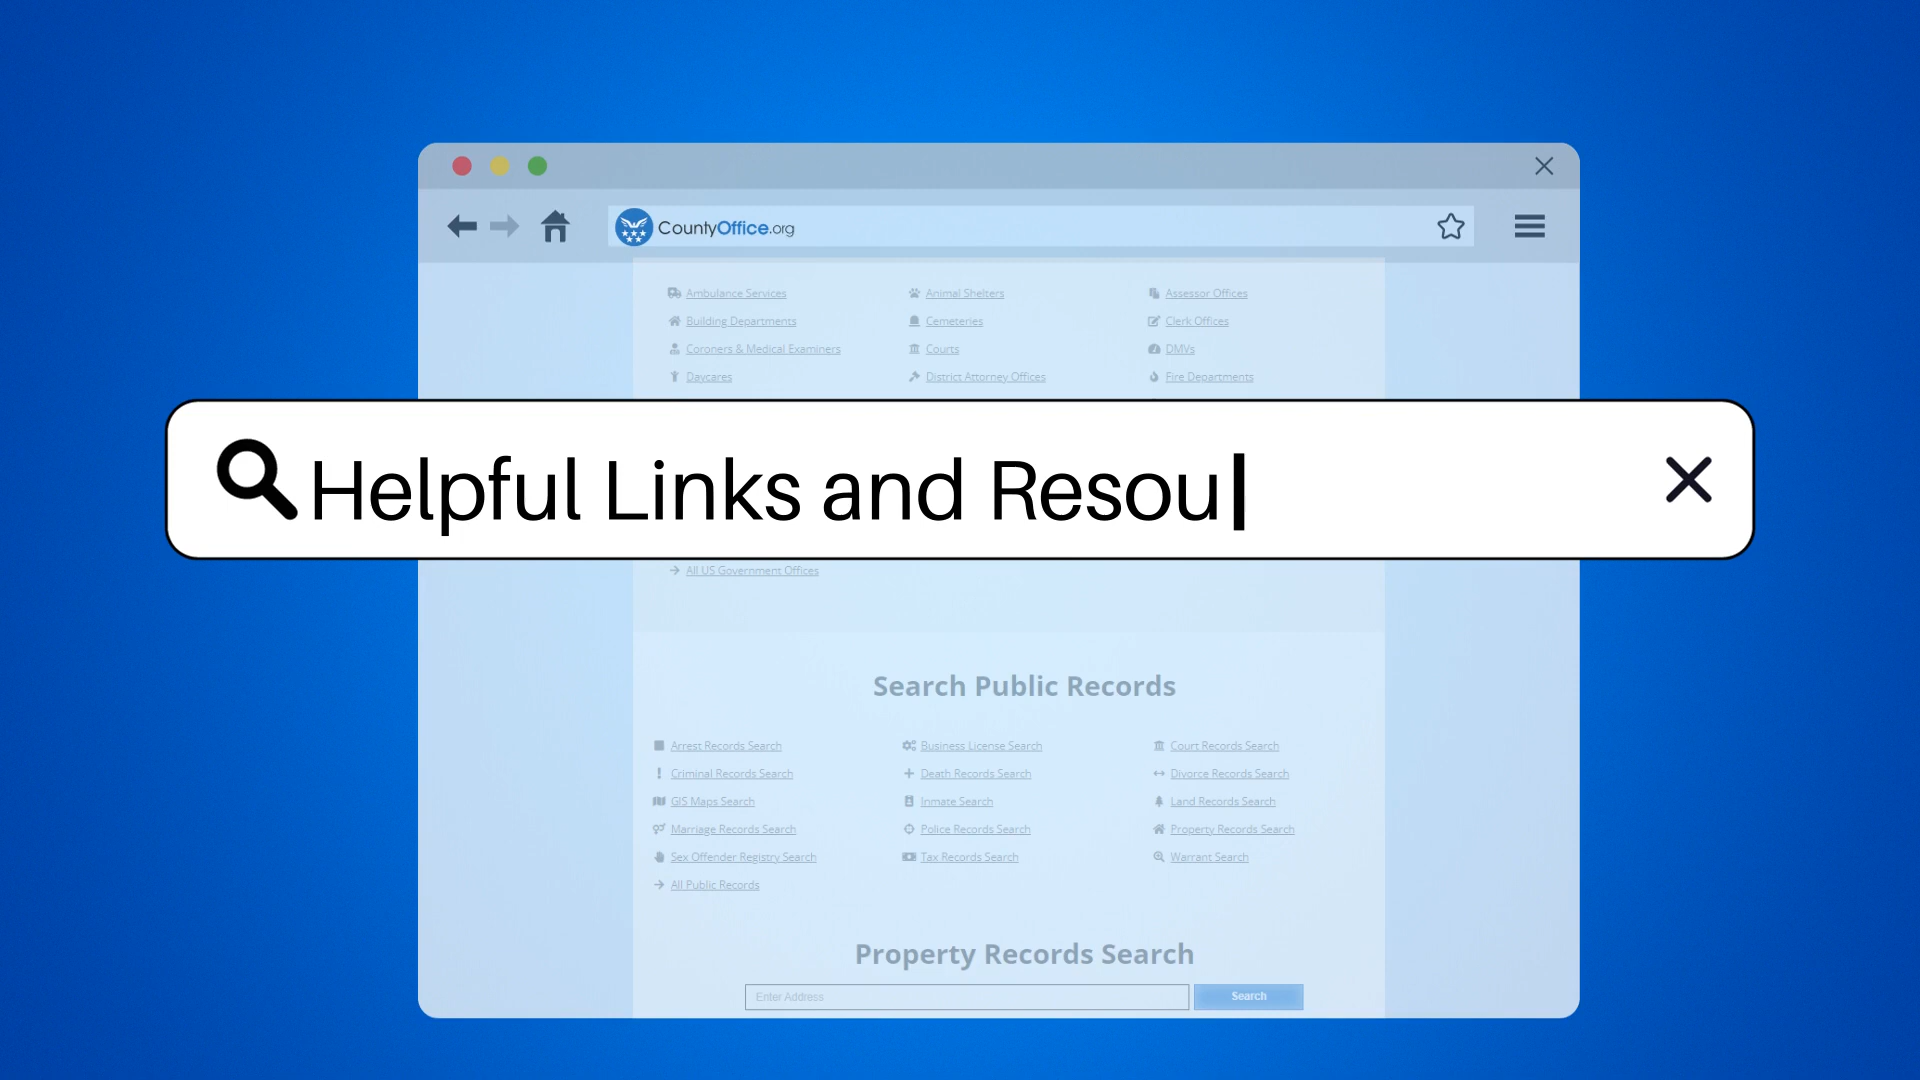 CountyOffice.org
Ambulance Services Animal Shelters Assessor Offices
Building Departments Cemeteries Clerk Offices
Coroners & Medical Examiners Courts DMVs
Daycares District Attorney Offices Fire Departments
Helpful Links and Resou
All US Government Offices
Search Public Records
Arrest Records Search Business License Search Court Records Search
Criminal Records Search Death Records Search Divorce Records Search
GIS Maps Search Inmate Search Land Records Search
Marriage Records Search Police Records Search Property Records Search
Sex Offender Registry Search Tax Records Search Warrant Search
All Public Records
Property Records Search
Enter Address Search